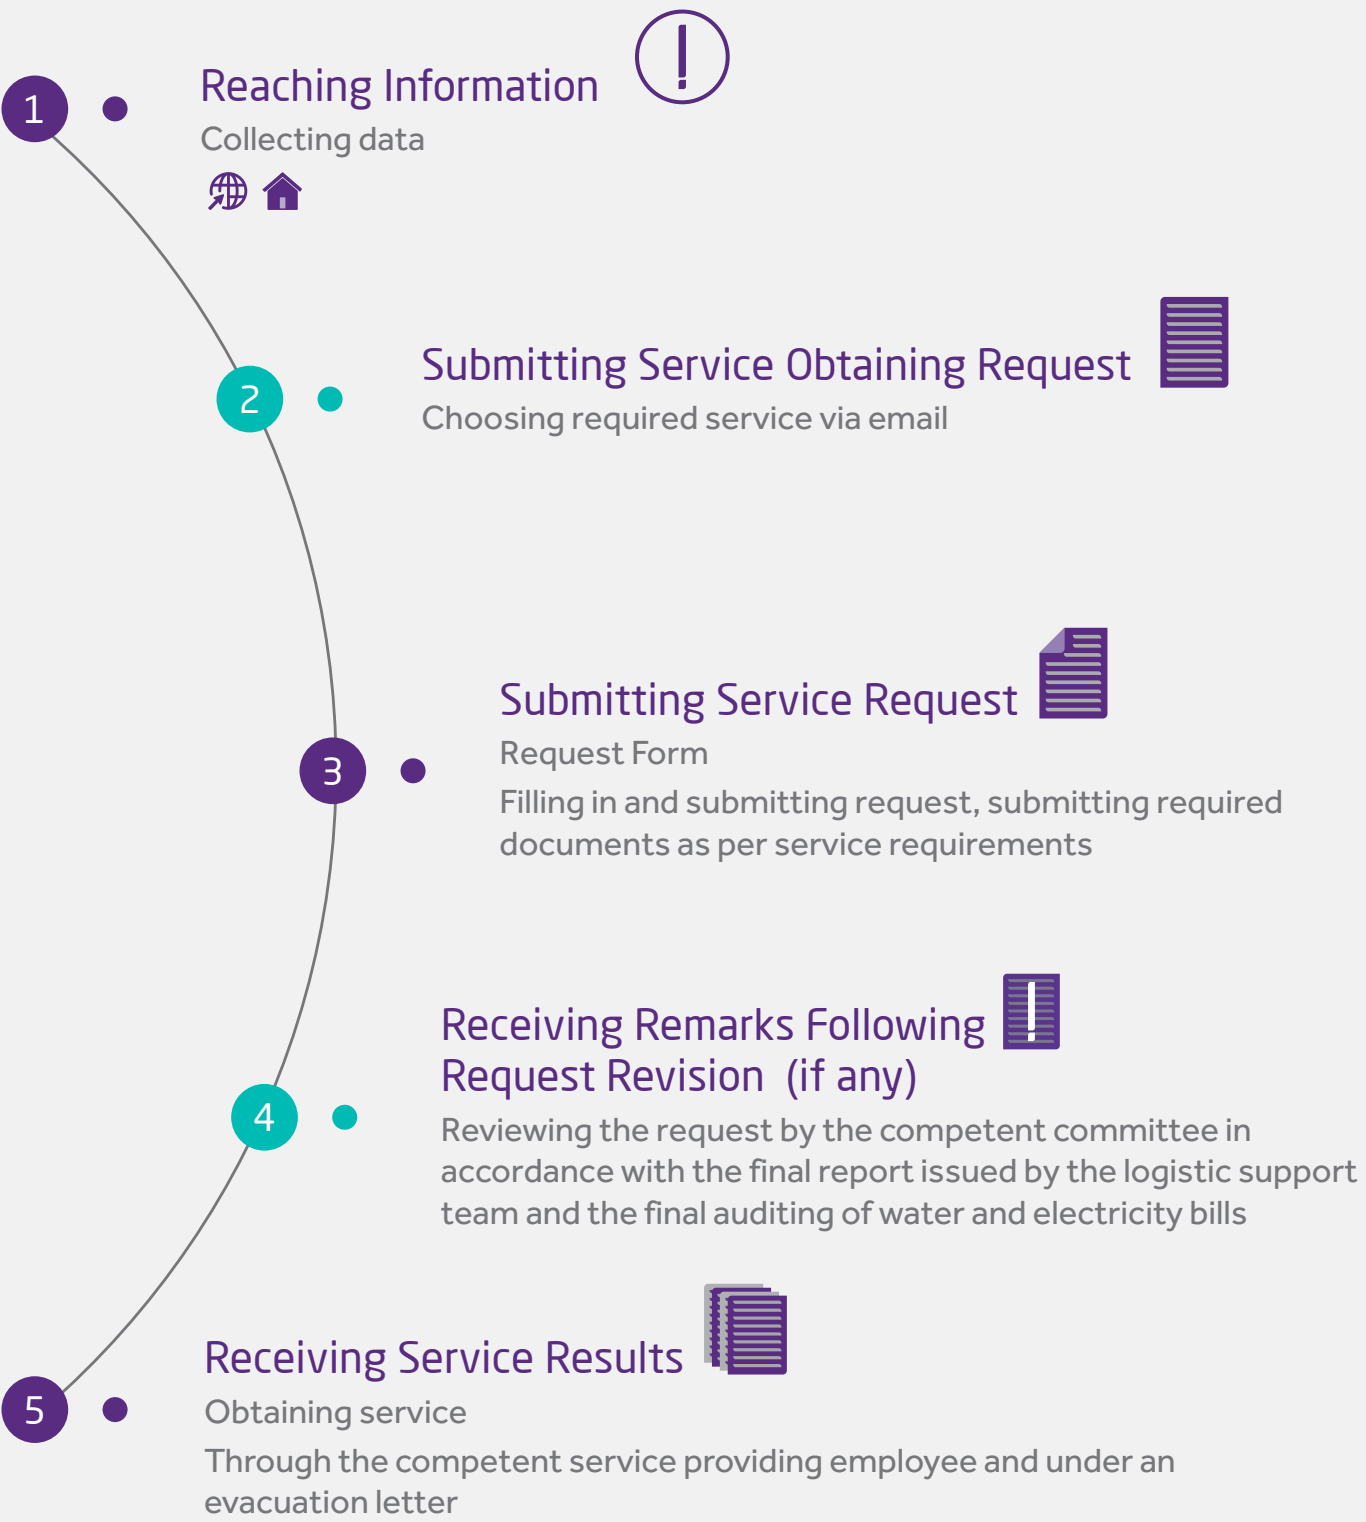 1
Reaching Information
Collecting data
2
Submitting Service Obtaining Request
Choosing required service via email
3
Submitting Service Request
Request Form
Filling in and submitting request, submitting required
documents as per service requirements
4
Receiving Remarks Following
Request Revision (if any)
Reviewing the request by the competent committee in
accordance with the final report issued by the logistic support
team and the final auditing of water and electricity bills
5
Receiving Service Results
Obtaining service
Through the competent service providing employee and under an
evacuation letter